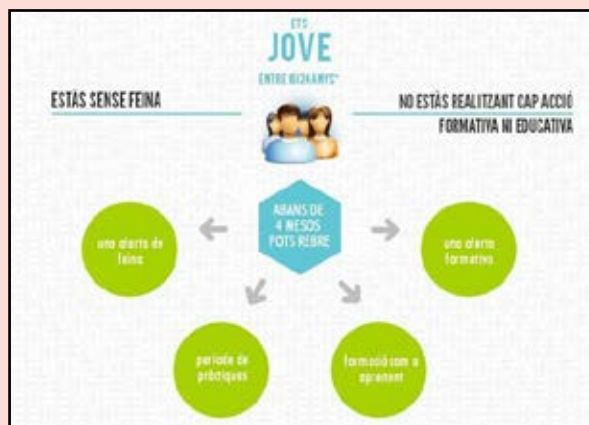 ETS
JOVE
ENTRE 16 I 24 ANYS*
ESTÀS SENSE FEINA
NO ESTÀS REALITZANT CAP ACCIÓ
FORMATIVA NI EDUCATIVA
ABANS DE
4 MESOS
POTS REBRE
una oferta de
feina
una oferta
formativa
període de
pràctiques
formació com a
aprenent